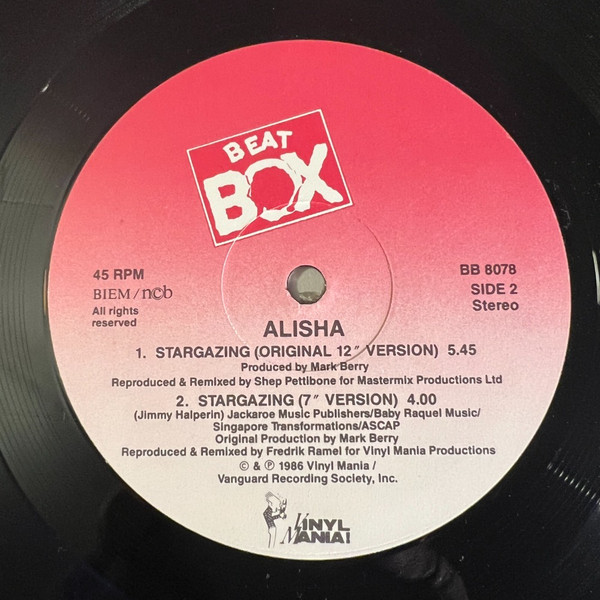 BEAT
BOX
45 RPM
BIEM/ncb
All rights
reserved
BB 8078
SIDE 2
Stereo
ALISHA
1. STARGAZING (ORIGINAL 12″ VERSION) 5.45
Produced by Mark Berry
Reproduced & Remixed by Shep Pettibone for Mastermix Productions Ltd
2. STARGAZING (7″ VERSION) 4.00
(Jimmy Halperin) Jackaroe Music Publishers/Baby Raquel Music/
Singapore Transformations/ASCAP
Original Production by Mark Berry
Reproduced & Remixed by Fredrik Ramel for Vinyl Mania Productions
© & ℗ 1986 Vinyl Mania/
Vanguard Recording Society, Inc.
VINYL
MANIA!